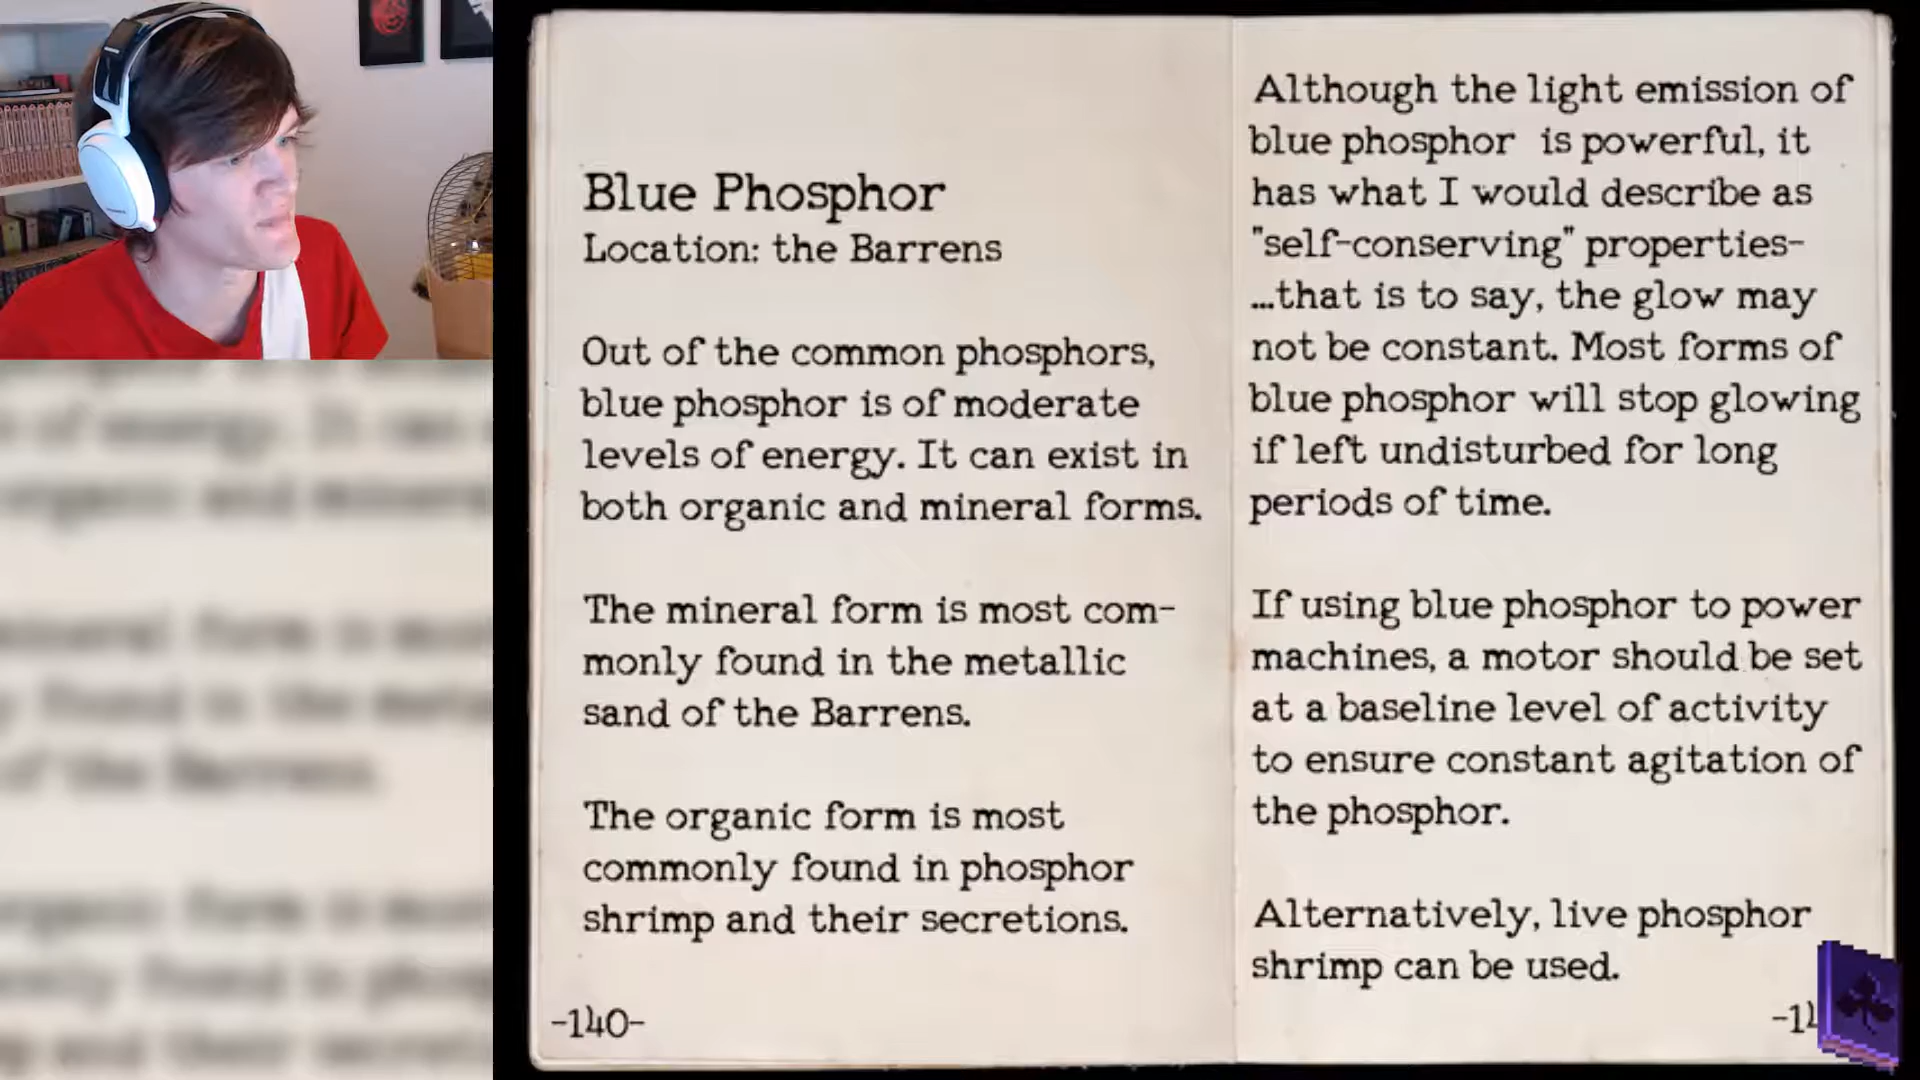 Blue Phosphor
Location: the Barrens
Out of the common phosphors,
blue phosphor is of moderate
levels of energy. It can exist in
both organic and mineral forms.
The mineral form is most com-
monly found in the metallic
sand of the Barrens.
The organic form is most
commonly found in phosphor
shrimp and their secretions.
-140-
Although the light emission of
blue phosphor is powerful, it
has what I would describe as
"self-conserving" properties-
...that is to say, the glow may
not be constant. Most forms of
blue phosphor will stop glowing
if left undisturbed for long
periods of time.
If using blue phosphor to power
machines, a motor should be set
at a baseline level of activity
to ensure constant agitation of
the phosphor.
Alternatively, live phosphor
shrimp can be used.